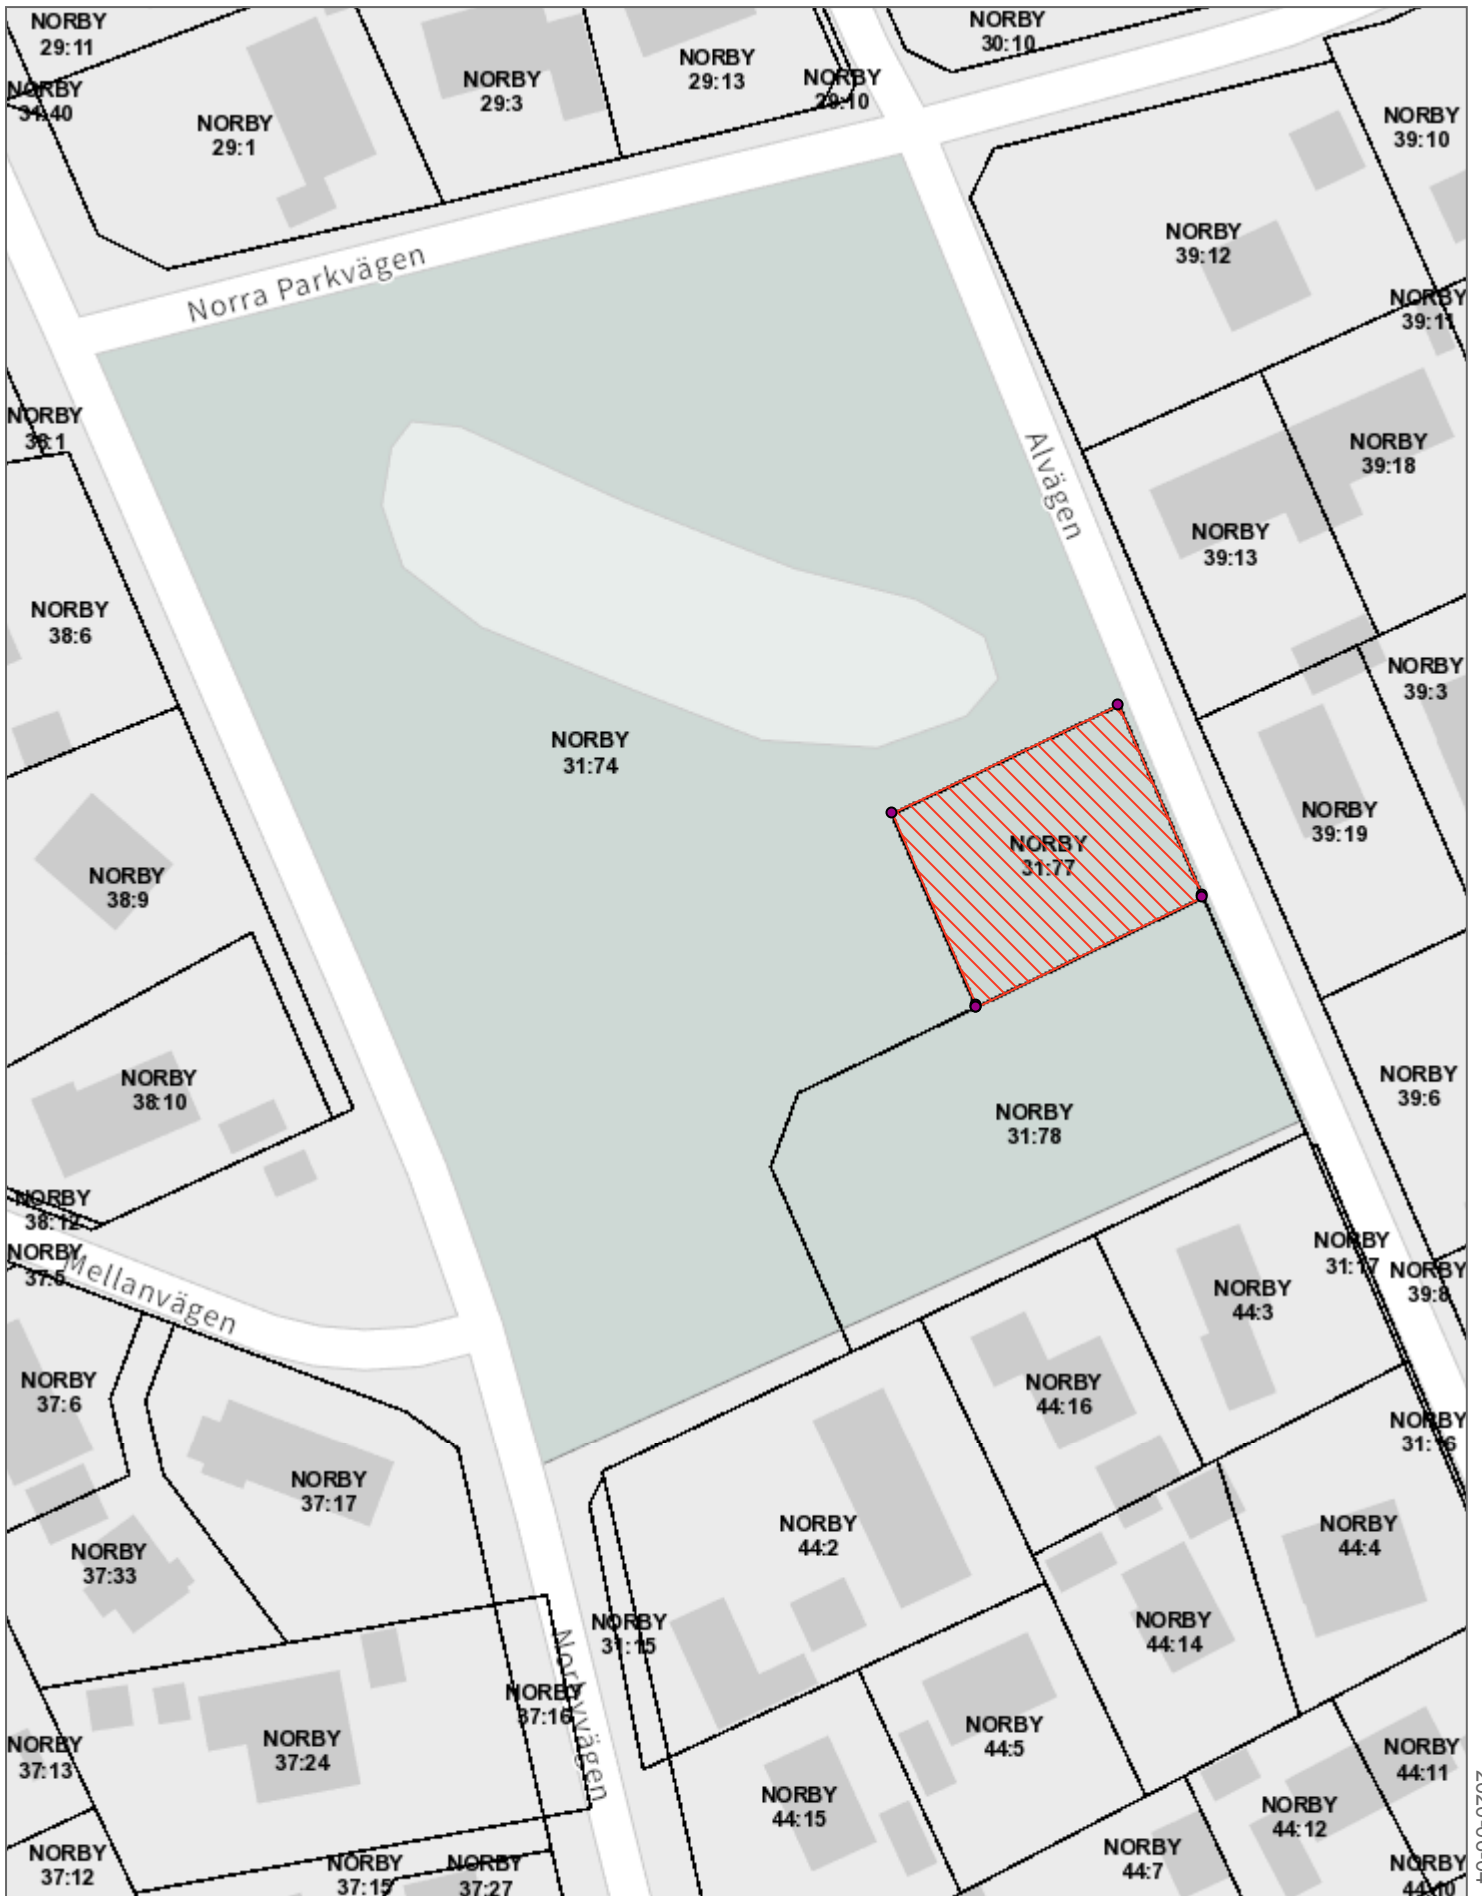 NORBY
29:11
NORBY
30:10
NORBY
29:13
NORBY
29:3
NORBY
29:10
NORBY
31:40
NORBY
29:1
NORBY
39:10
NORBY
39:12
Norra Parkvägen
NORBY
39:11
NORBY
38:1
Alvägen
NORBY
39:18
NORBY
39:13
NORBY
38:6
NORBY
39:3
NORBY
31:74
NORBY
39:19
NORBY
31:77
NORBY
38:9
NORBY
38:10
NORBY
39:6
NORBY
31:78
NORBY
38:12
NORBY
37:5
Mellanvägen
NORBY
31:17
NORBY
39:8
NORBY
44:3
NORBY
37:6
NORBY
44:16
NORBY
31:16
NORBY
37:17
NORBY
44:2
NORBY
44:4
NORBY
37:33
NORBY
31:15
NORBY
44:14
Norbyvägen
NORBY
37:16
NORBY
37:24
NORBY
37:13
NORBY
44:5
NORBY
44:11
NORBY
44:15
NORBY
44:12
NORBY
44:7
NORBY
37:12
NORBY
37:15
NORBY
37:27
NORBY
44:10